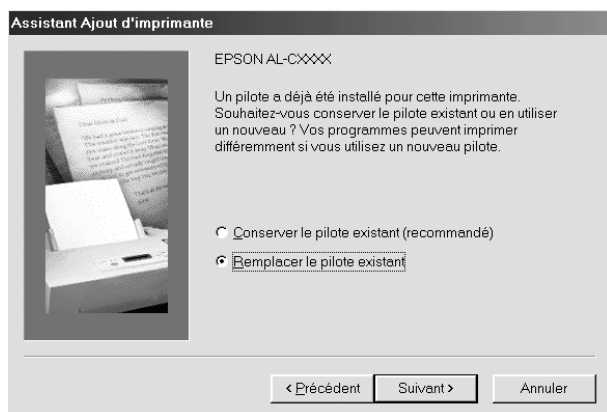 Assistant Ajout d'imprimante
EPSON AL-CXXXX
Un pilote a déjà été installé pour cette imprimante.
Souhaitez-vous conserver le pilote existant ou en utiliser
un nouveau ? Vos programmes peuvent imprimer
différemment si vous utilisez un nouveau pilote.
Conserver le pilote existant (recommandé)
Remplacer le pilote existant
< Précédent
Suivant >
Annuler